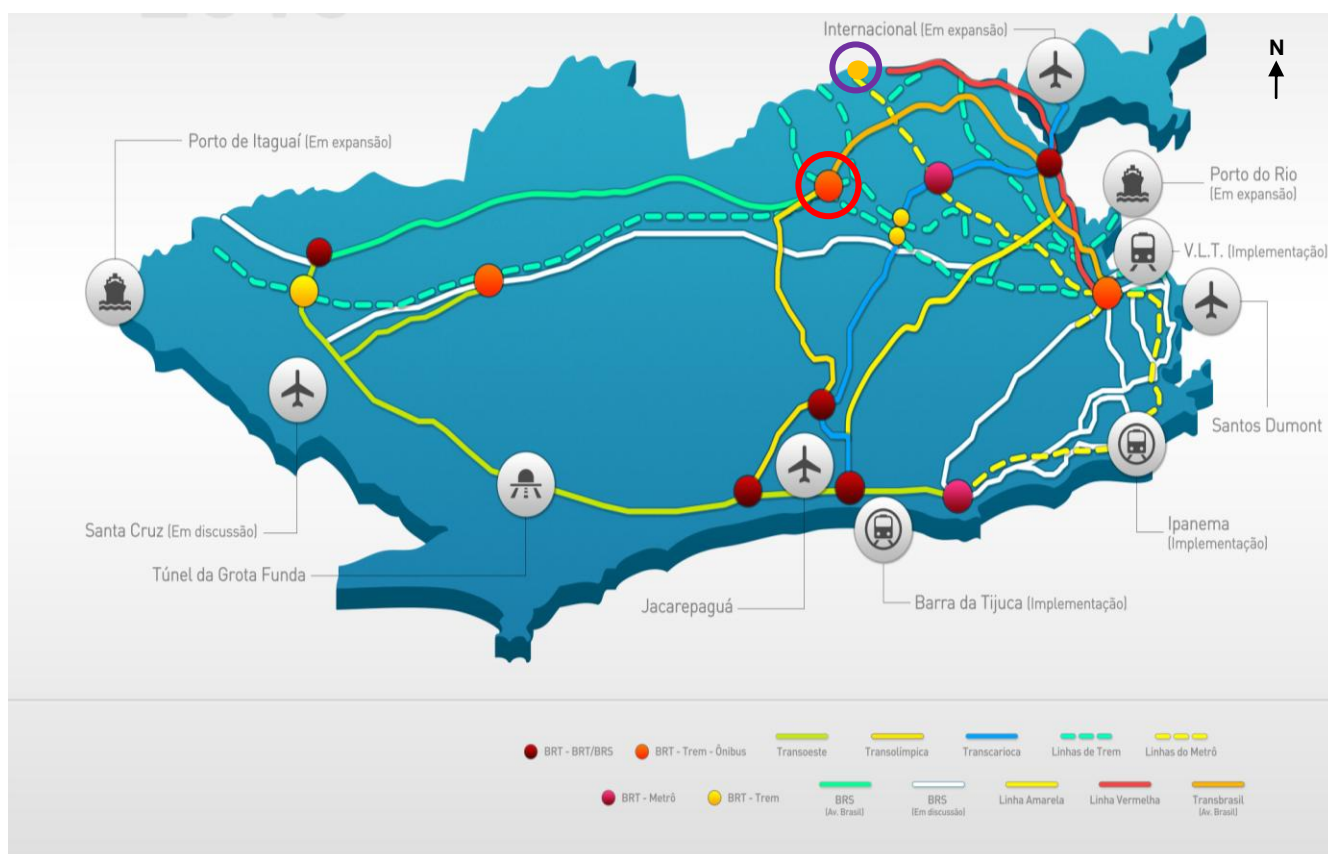 Internacional (Em expansão)
N
Porto de Itaguaí (Em expansão)
Porto do Rio
(Em expansão)
V.L.T. (Implementação)
Santos Dumont
Santa Cruz (Em discussão)
Ipanema
(Implementação)
Túnel da Grota Funda
Jacarepaguá
Barra da Tijuca (Implementação)
BRT - BRT/BRS
BRT - Trem - Ônibus
Transoeste
Transolímpica
Transcarioca
Linhas de Trem
Linhas do Metrô
BRT - Metrô
BRT - Trem
BRS
(Av. Brasil)
BRS
(Em discussão)
Linha Amarela
Linha Vermelha
Transbrasil
(Av. Brasil)